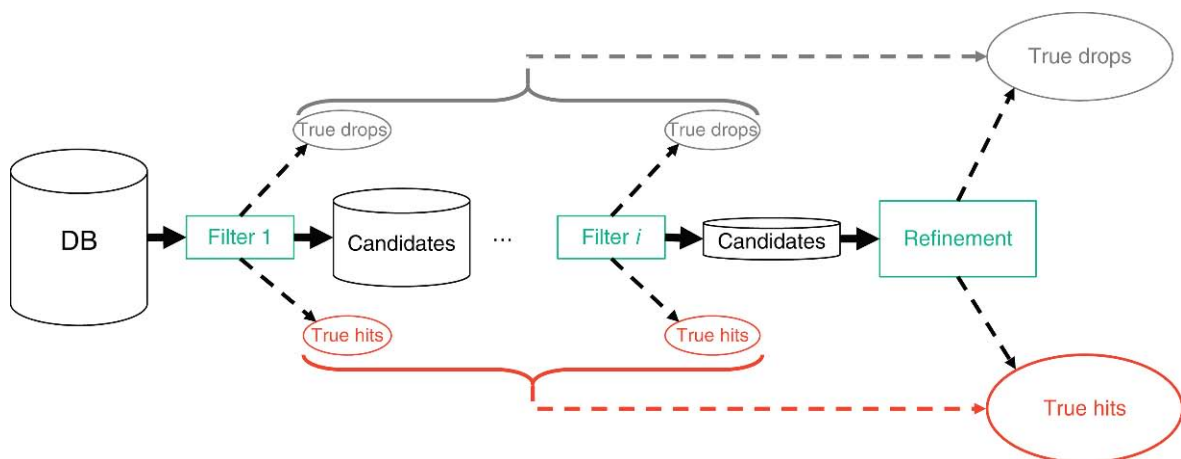 True drops
True drops
True drops
DB
Filter 1
Candidates
...
Filter i
Candidates
Refinement
True hits
True hits
True hits